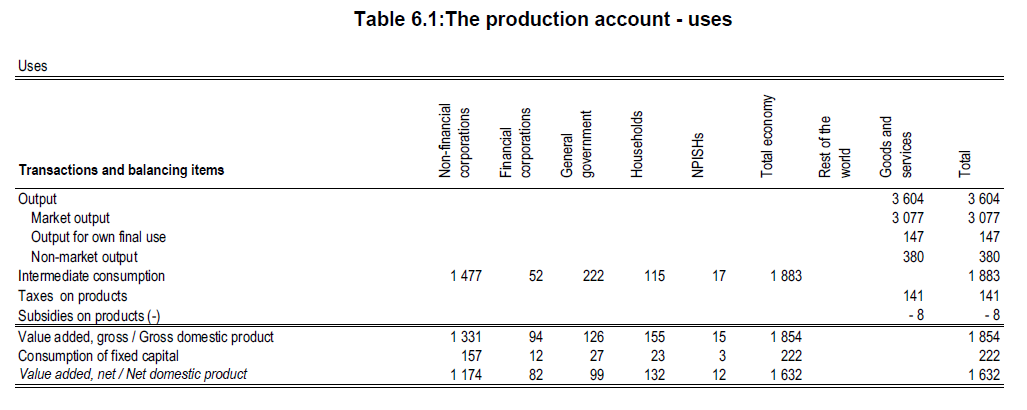 Table 6.1:The production account - uses
Uses
Transactions and balancing items Non-financial corporations Financial corporations General government Households NPISHs Total economy Rest of the world Goods and services Total
Output 3 604 3 604
Market output 3 077 3 077
Output for own final use 147 147
Non-market output 380 380
Intermediate consumption 1 477 52 222 115 17 1 883 1 883
Taxes on products 141 141
Subsidies on products (-) - 8 - 8
Value added, gross / Gross domestic product 1 331 94 126 155 15 1 854 1 854
Consumption of fixed capital 157 12 27 23 3 222 222
Value added, net / Net domestic product 1 174 82 99 132 12 1 632 1 632